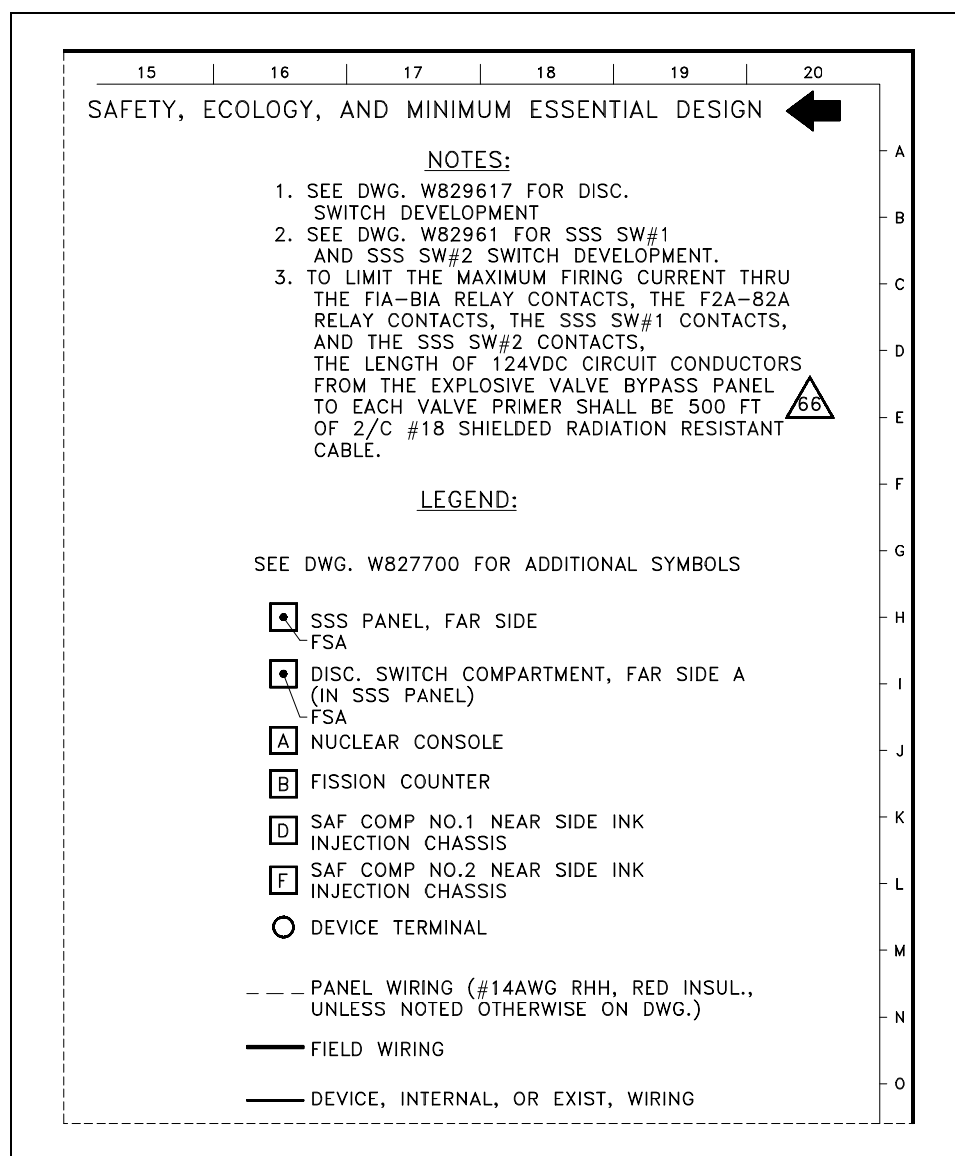 15 16 17 18 19 20
SAFETY, ECOLOGY, AND MINIMUM ESSENTIAL DESIGN
A
NOTES:
1. SEE DWG. W829617 FOR DISC.
B
SWITCH DEVELOPMENT
2. SEE DWG. W82961 FOR SSS SW#1
AND SSS SW#2 SWITCH DEVELOPMENT.
3. TO LIMIT THE MAXIMUM FIRING CURRENT THRU
C
THE FIA-BIA RELAY CONTACTS, THE F2A-82A
RELAY CONTACTS, THE SSS SW#1 CONTACTS,
AND THE SSS SW#2 CONTACTS,
D
THE LENGTH OF 124VDC CIRCUIT CONDUCTORS
FROM THE EXPLOSIVE VALVE BYPASS PANEL
TO EACH VALVE PRIMER SHALL BE 500 FT
66
E
OF 2/C #18 SHIELDED RADIATION RESISTANT
CABLE.
F
LEGEND:
G
SEE DWG. W827700 FOR ADDITIONAL SYMBOLS
H
SSS PANEL, FAR SIDE
FSA
DISC. SWITCH COMPARTMENT, FAR SIDE A
I
(IN SSS PANEL)
FSA
A NUCLEAR CONSOLE
J
B FISSION COUNTER
K
D SAF COMP NO.1 NEAR SIDE INK
INJECTION CHASSIS
F SAF COMP NO.2 NEAR SIDE INK
L
INJECTION CHASSIS
DEVICE TERMINAL
M
PANEL WIRING (#14AWG RHH, RED INSUL.,
UNLESS NOTED OTHERWISE ON DWG.)
N
FIELD WIRING
O
DEVICE, INTERNAL, OR EXIST, WIRING